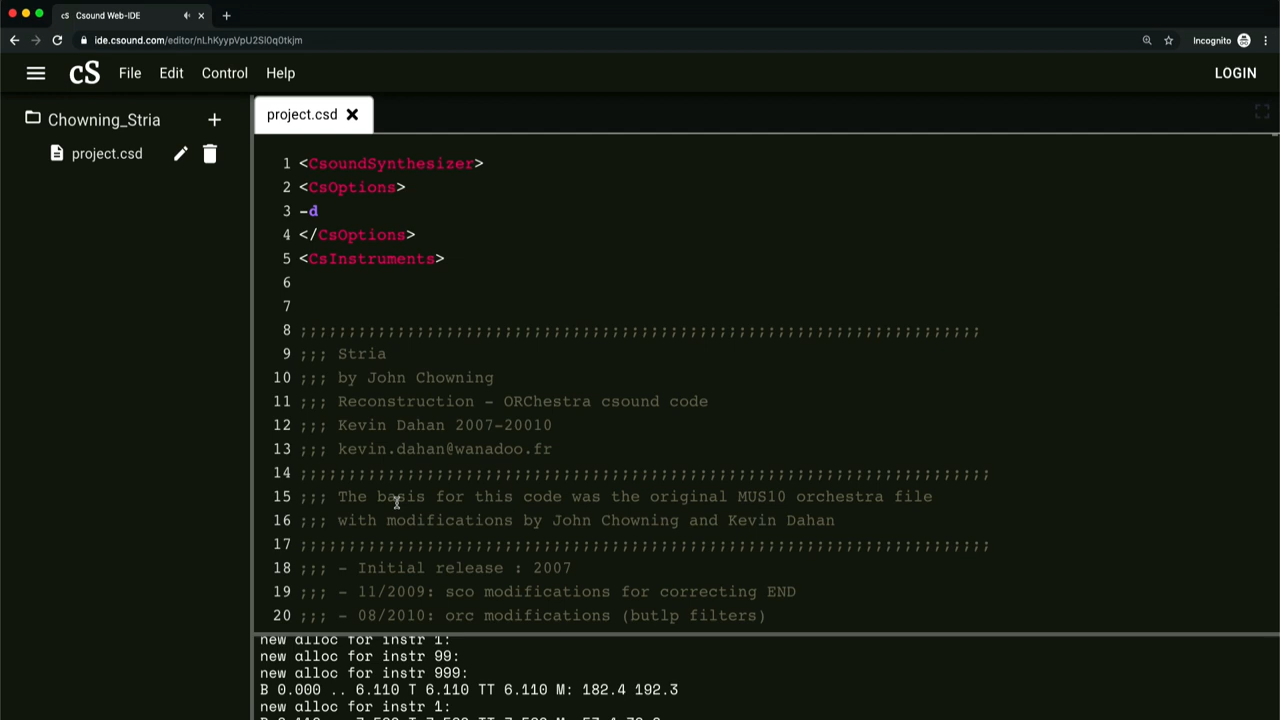 Csound Web-IDE
ide.csound.com/editor/nLhKyypVpU2Sl0q0tkjm
Incognito
cS File Edit Control Help LOGIN
Chowning_Stria +
project.csd
project.csd
1 <CsoundSynthesizer>
2 <CsOptions>
3 -d
4 </CsOptions>
5 <CsInstruments>
6
7
8 ;;;;;;;;;;;;;;;;;;;;;;;;;;;;;;;;;;;;;;;;;;;;;;;;;;;;;;;;;;;;;;;;;;;;;;
9 ;;; Stria
10 ;;; by John Chowning
11 ;;; Reconstruction - ORChestra csound code
12 ;;; Kevin Dahan 2007-20010
13 ;;; kevin.dahan@wanadoo.fr
14 ;;;;;;;;;;;;;;;;;;;;;;;;;;;;;;;;;;;;;;;;;;;;;;;;;;;;;;;;;;;;;;;;;;;;;;;
15 ;;; The basis for this code was the original MUS10 orchestra file
16 ;;; with modifications by John Chowning and Kevin Dahan
17 ;;;;;;;;;;;;;;;;;;;;;;;;;;;;;;;;;;;;;;;;;;;;;;;;;;;;;;;;;;;;;;;;;;;;;;;
18 ;;; - Initial release : 2007
19 ;;; - 11/2009: sco modifications for correcting END
20 ;;; - 08/2010: orc modifications (butlp filters)
new alloc for instr 1:
new alloc for instr 99:
new alloc for instr 999:
B 0.000 .. 6.110 T 6.110 TT 6.110 M: 182.4 192.3
new alloc for instr 1: